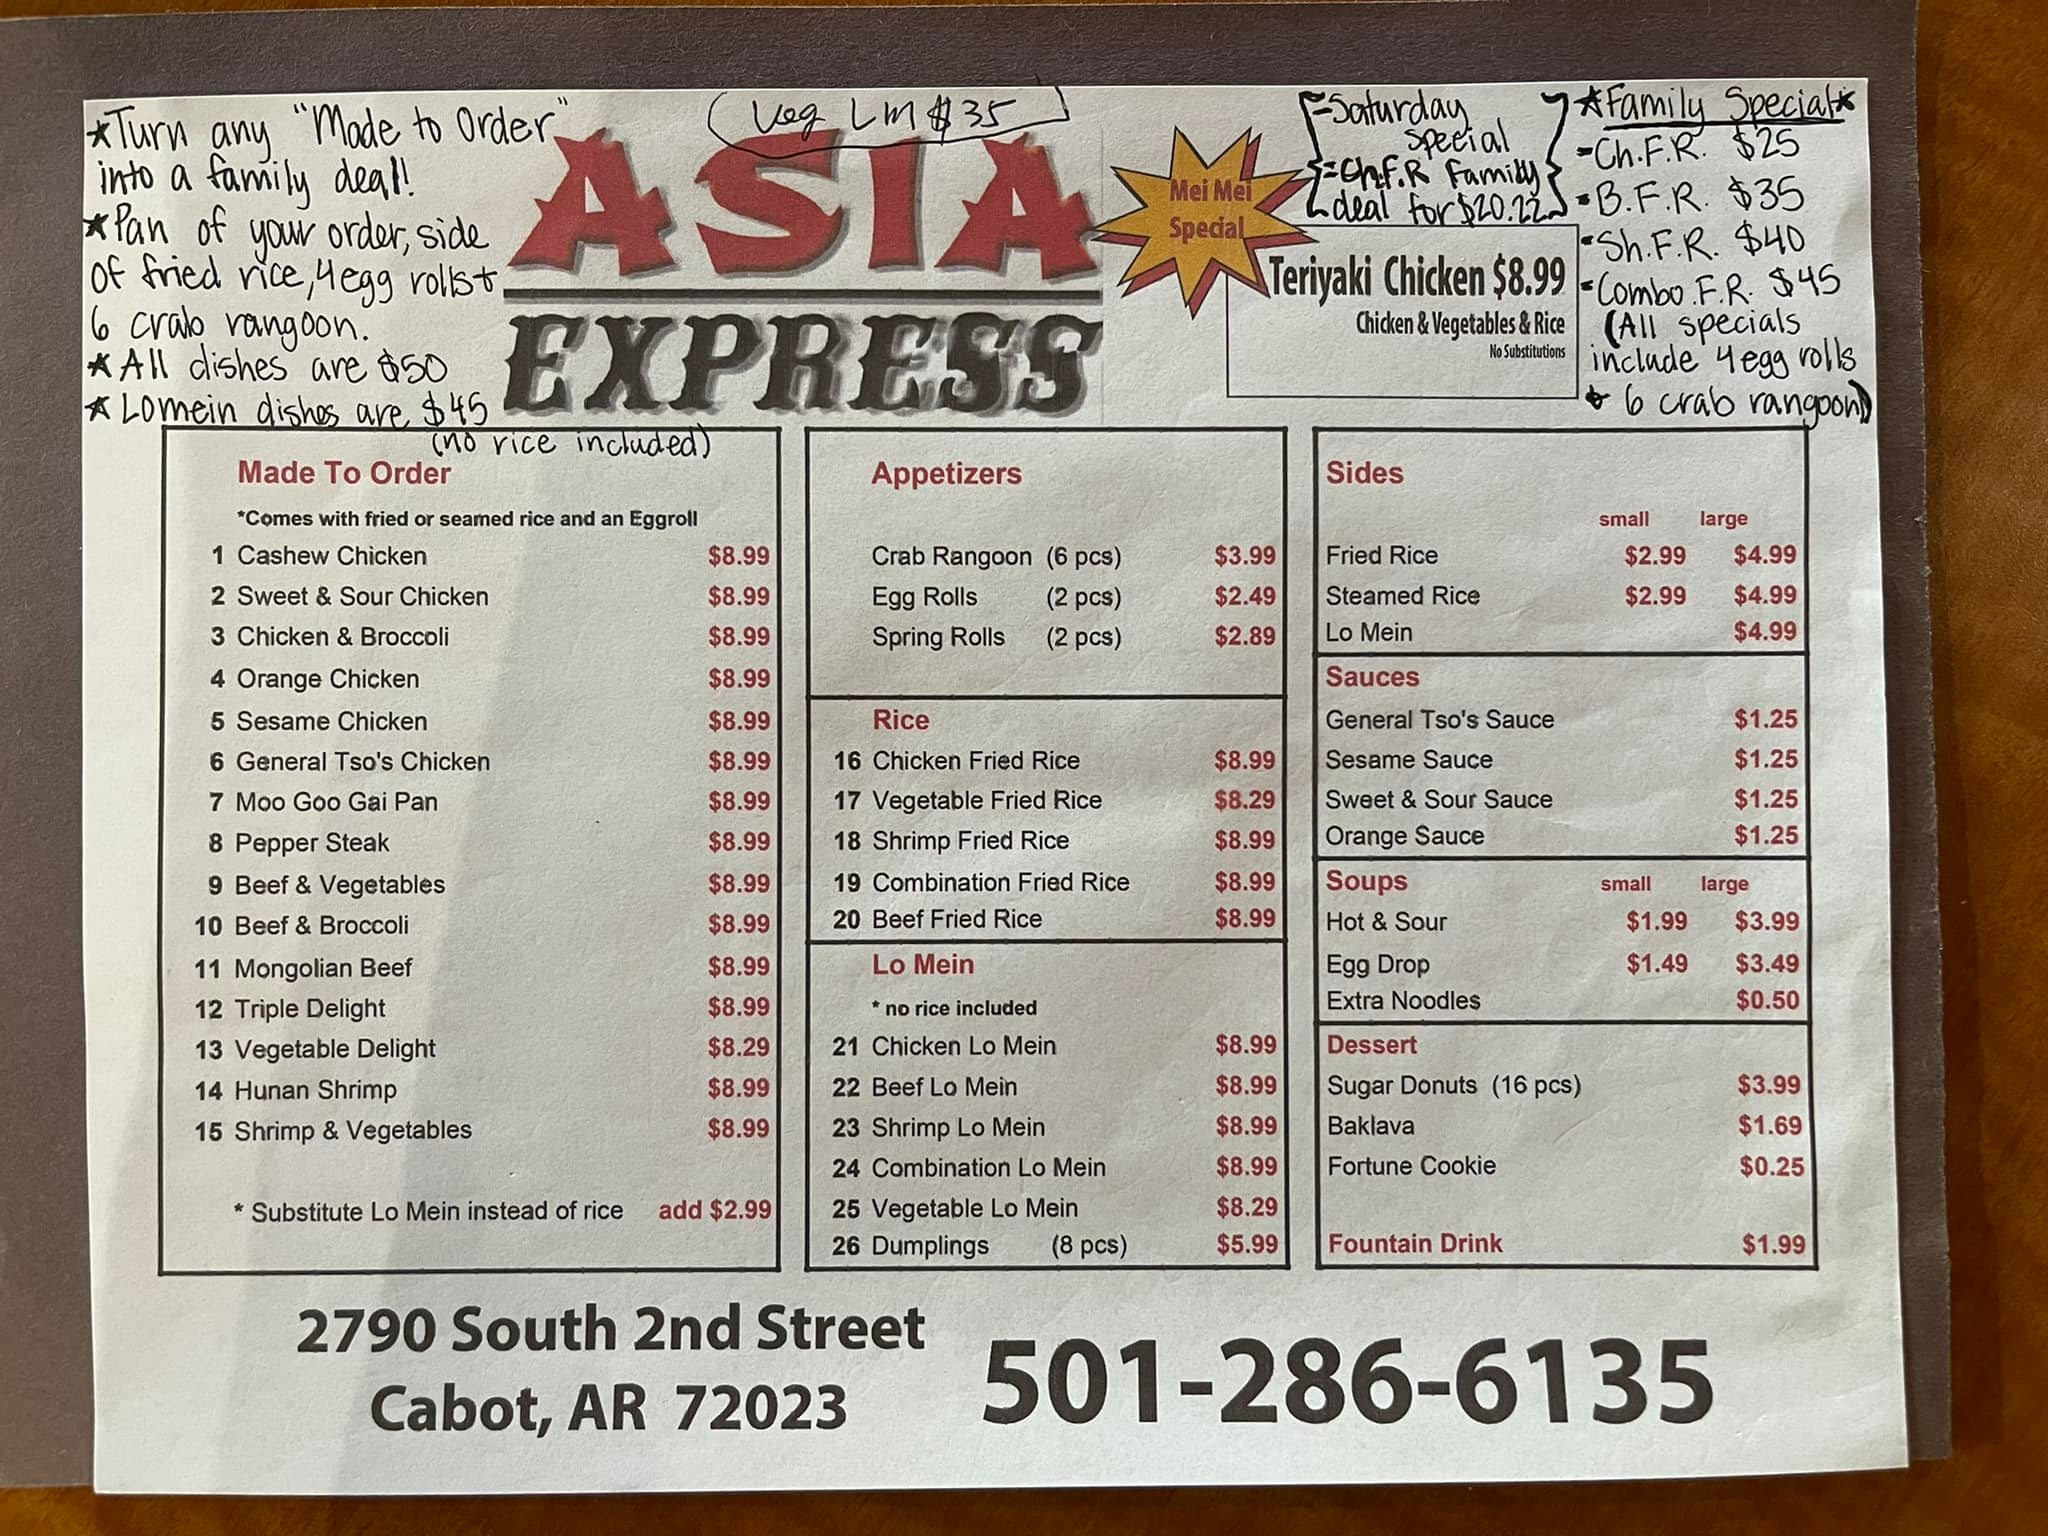 ★Turn any "Made to Order"
into a family deal!
★Pan of your order, side
of fried rice, 4 egg rolls +
6 crab rangoon.
★All dishes are $50
★Lomein dishes are $45
(no rice included)
Veg LM $35
ASIA
EXPRESS
Mei Mei
Special
-Saturday
Special
-Ch.F.R Family
deal for $20.22
Teriyaki Chicken $8.99
Chicken & Vegetables & Rice
No Substitutions
★Family Special★
-Ch.F.R. $25
-B.F.R. $35
-Sh.F.R. $40
-Combo.F.R. $45
(All specials
include 4 egg rolls
+ 6 crab rangoon)
Made To Order
*Comes with fried or seamed rice and an Eggroll
1 Cashew Chicken $8.99
2 Sweet & Sour Chicken $8.99
3 Chicken & Broccoli $8.99
4 Orange Chicken $8.99
5 Sesame Chicken $8.99
6 General Tso's Chicken $8.99
7 Moo Goo Gai Pan $8.99
8 Pepper Steak $8.99
9 Beef & Vegetables $8.99
10 Beef & Broccoli $8.99
11 Mongolian Beef $8.99
12 Triple Delight $8.99
13 Vegetable Delight $8.29
14 Hunan Shrimp $8.99
15 Shrimp & Vegetables $8.99
* Substitute Lo Mein instead of rice add $2.99
Appetizers
Crab Rangoon (6 pcs) $3.99
Egg Rolls (2 pcs) $2.49
Spring Rolls (2 pcs) $2.89
Rice
16 Chicken Fried Rice $8.99
17 Vegetable Fried Rice $8.29
18 Shrimp Fried Rice $8.99
19 Combination Fried Rice $8.99
20 Beef Fried Rice $8.99
Lo Mein
* no rice included
21 Chicken Lo Mein $8.99
22 Beef Lo Mein $8.99
23 Shrimp Lo Mein $8.99
24 Combination Lo Mein $8.99
25 Vegetable Lo Mein $8.29
26 Dumplings (8 pcs) $5.99
Sides
small large
Fried Rice $2.99 $4.99
Steamed Rice $2.99 $4.99
Lo Mein $4.99
Sauces
General Tso's Sauce $1.25
Sesame Sauce $1.25
Sweet & Sour Sauce $1.25
Orange Sauce $1.25
Soups small large
Hot & Sour $1.99 $3.99
Egg Drop $1.49 $3.49
Extra Noodles $0.50
Dessert
Sugar Donuts (16 pcs) $3.99
Baklava $1.69
Fortune Cookie $0.25
Fountain Drink $1.99
2790 South 2nd Street
Cabot, AR 72023
501-286-6135